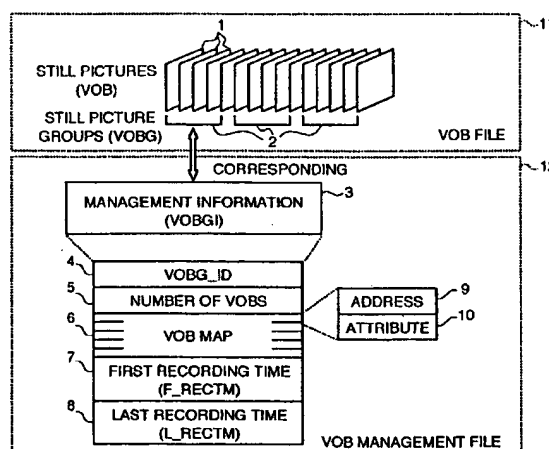 1
11
STILL PICTURES
(VOB)
STILL PICTURE
GROUPS (VOBG)
2
VOB FILE
CORRESPONDING
12
MANAGEMENT INFORMATION
(VOBGI)
3
4
VOBG_ID
5
NUMBER OF VOBS
6
VOB MAP
ADDRESS
9
ATTRIBUTE
10
7
FIRST RECORDING TIME
(F_RECTM)
8
LAST RECORDING TIME
(L_RECTM)
VOB MANAGEMENT FILE